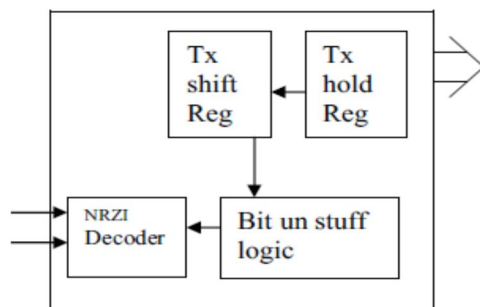 Tx
shift
Reg
Tx
hold
Reg
NRZI
Decoder
Bit un stuff
logic